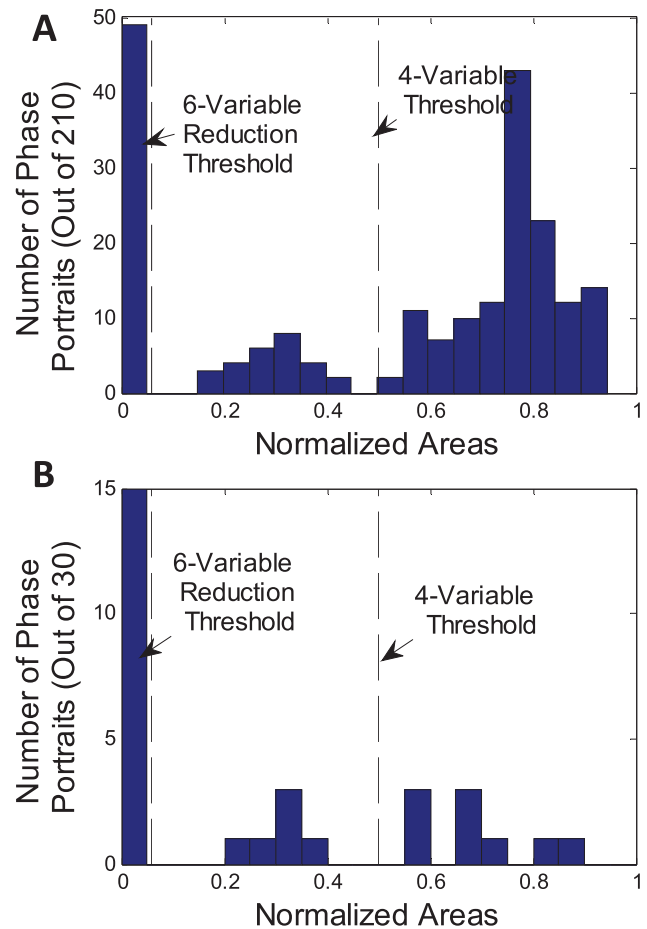 A
Number of Phase
Portraits (Out of 210)
50
40
30
20
10
0
6-Variable
Reduction
Threshold
4-Variable
Threshold
0
0.2
0.4
0.6
0.8
1
Normalized Areas
B
Number of Phase
Portraits (Out of 30)
15
10
5
0
6-Variable
Reduction
Threshold
4-Variable
Threshold
0
0.2
0.4
0.6
0.8
1
Normalized Areas